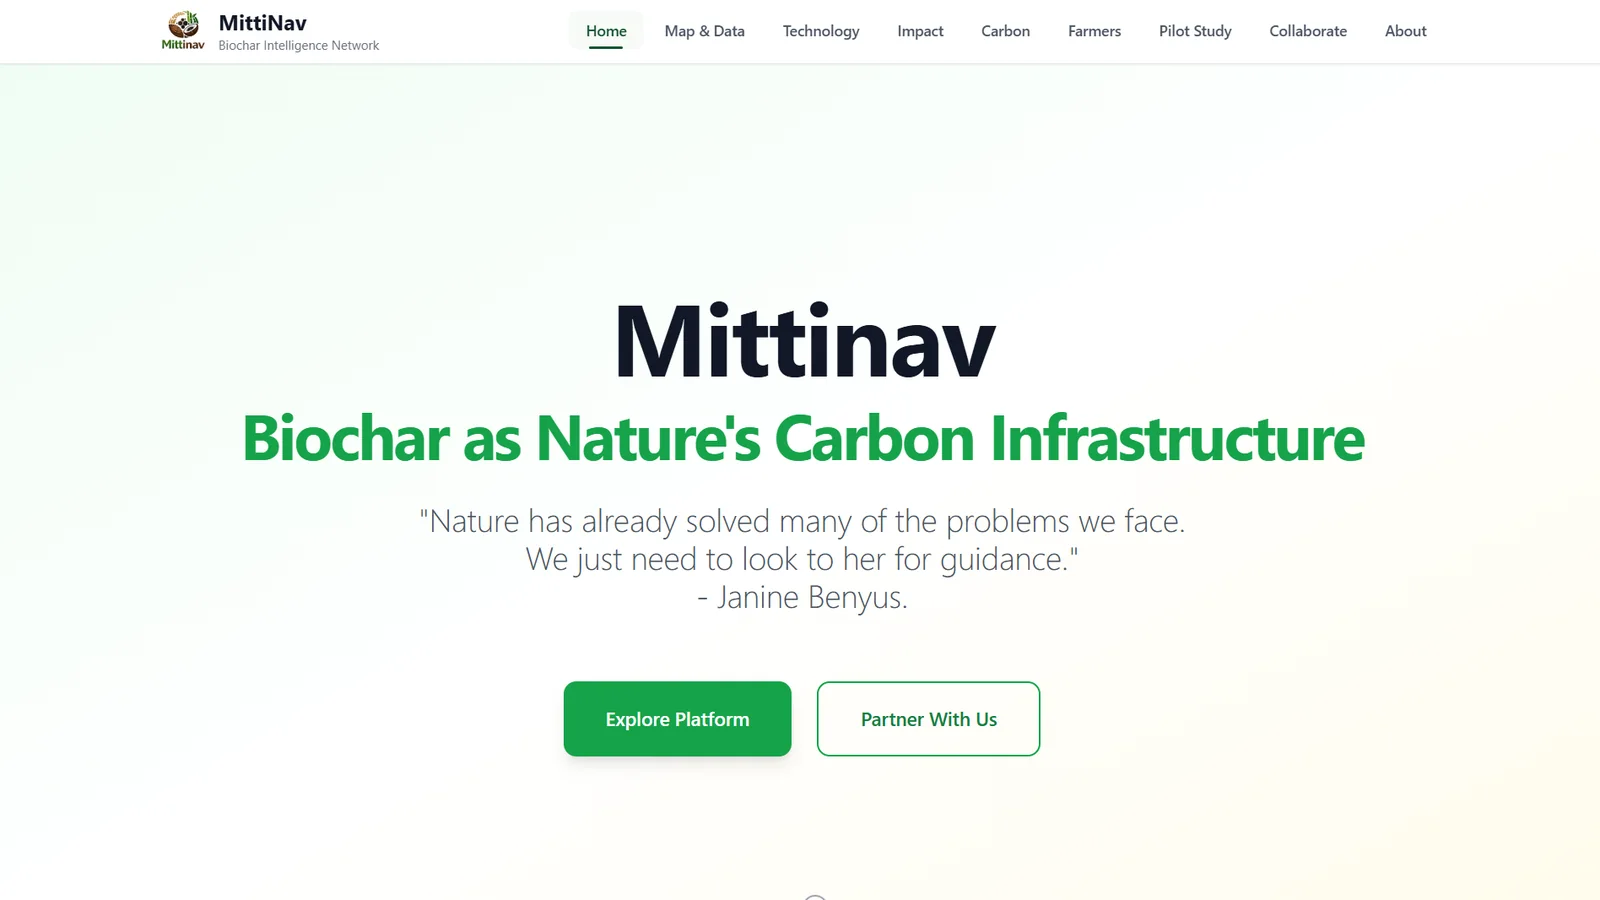 Mittinav
MittiNav
Biochar Intelligence Network
Home
Map & Data
Technology
Impact
Carbon
Farmers
Pilot Study
Collaborate
About
Mittinav
Biochar as Nature's Carbon Infrastructure
"Nature has already solved many of the problems we face.
We just need to look to her for guidance."
- Janine Benyus.
Explore Platform
Partner With Us